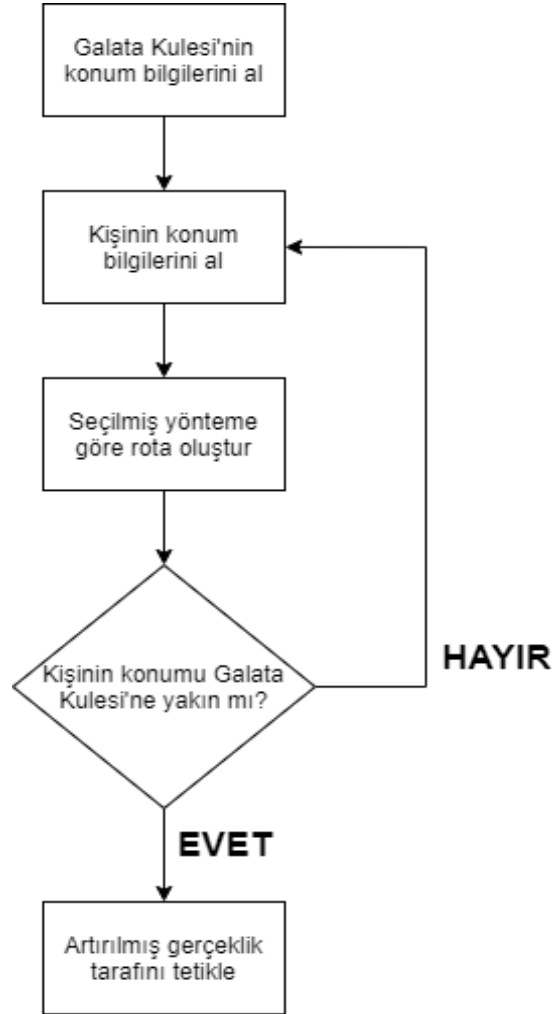 Galata Kulesi'nin
konum bilgilerini al
Kişinin konum
bilgilerini al
Seçilmiş yönteme
göre rota oluştur
Kişinin konumu Galata
Kulesi'ne yakın mı?
HAYIR
EVET
Artırılmış gerçeklik
tarafını tetikle